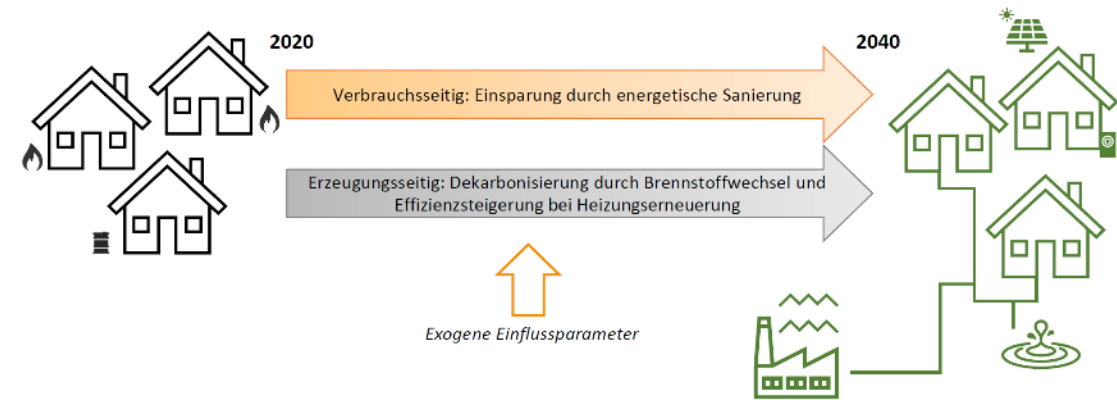 2020
2040
Verbrauchsseitig: Einsparung durch energetische Sanierung
Erzeugungsseitig: Dekarbonisierung durch Brennstoffwechsel und
Effizienzsteigerung bei Heizungserneuerung
Exogene Einflussparameter